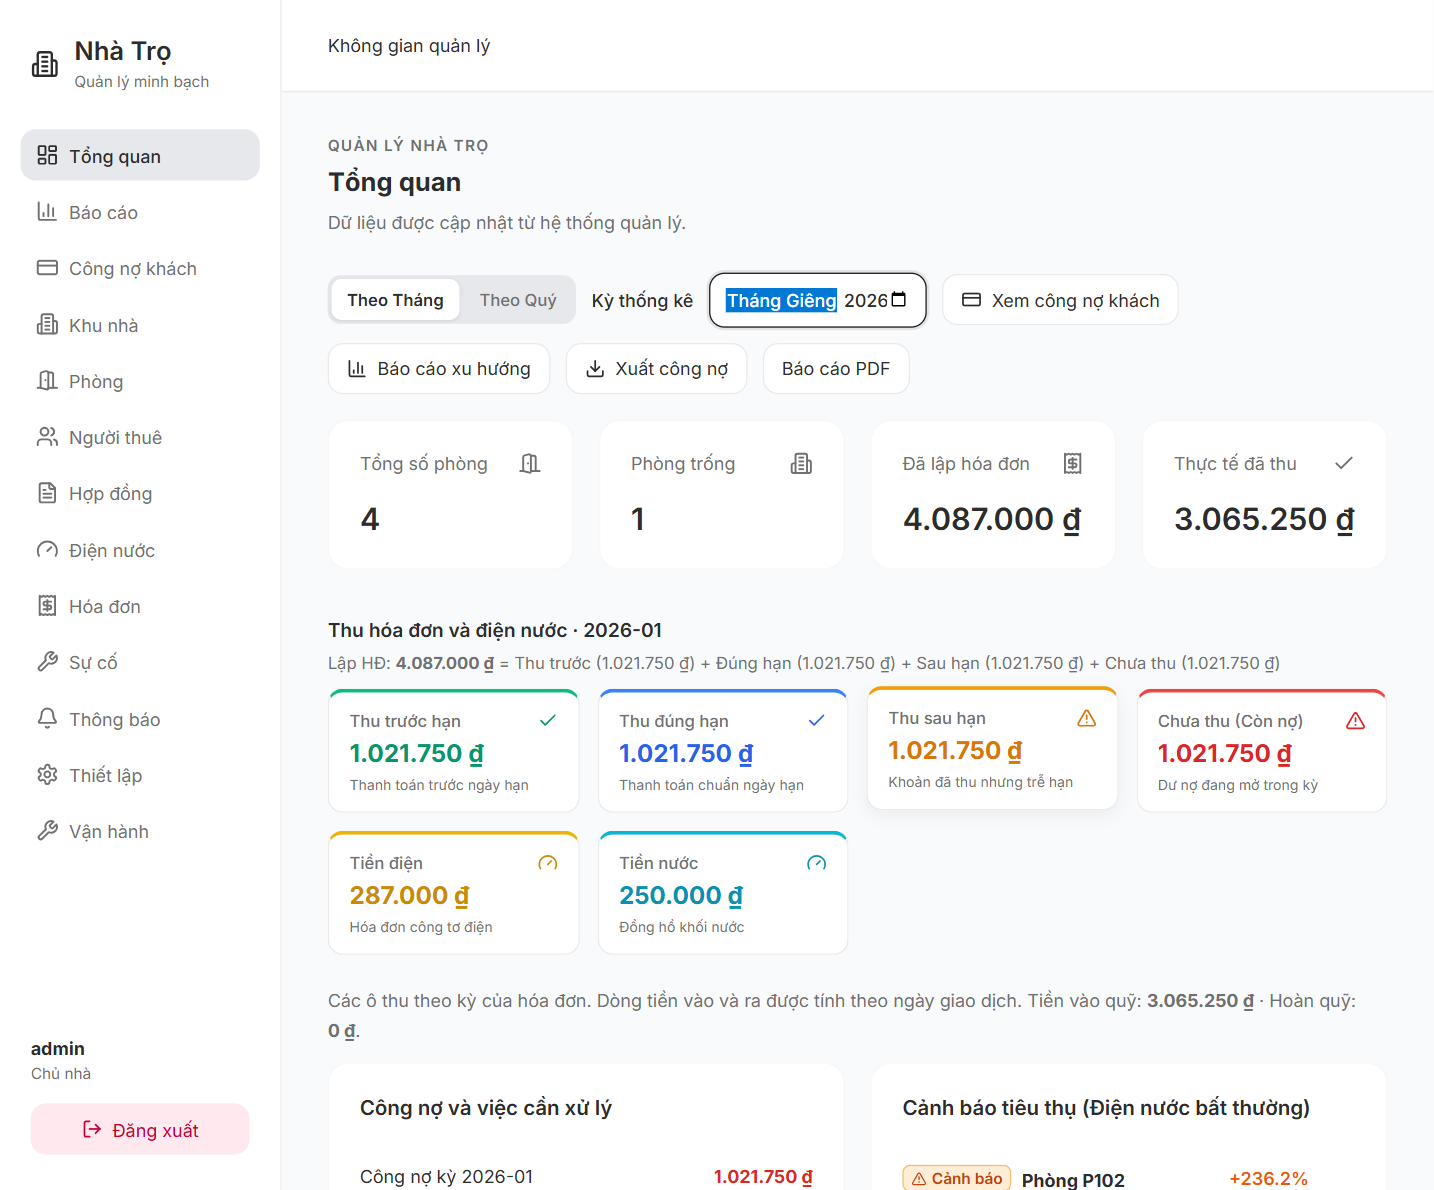 Nhà Trọ
Quản lý minh bạch
Tổng quan
Báo cáo
Công nợ khách
Khu nhà
Phòng
Người thuê
Hợp đồng
Điện nước
Hóa đơn
Sự cố
Thông báo
Thiết lập
Vận hành
admin
Chủ nhà
Đăng xuất
Không gian quản lý
QUẢN LÝ NHÀ TRỌ
Tổng quan
Dữ liệu được cập nhật từ hệ thống quản lý.
Theo Tháng Theo Quý Kỳ thống kê Tháng Giêng 2026 Xem công nợ khách
Báo cáo xu hướng Xuất công nợ Báo cáo PDF
Tổng số phòng
4
Phòng trống
1
Đã lập hóa đơn
4.087.000 ₫
Thực tế đã thu
3.065.250 ₫
Thu hóa đơn và điện nước · 2026-01
Lập HĐ: 4.087.000 ₫ = Thu trước (1.021.750 ₫) + Đúng hạn (1.021.750 ₫) + Sau hạn (1.021.750 ₫) + Chưa thu (1.021.750 ₫)
Thu trước hạn
1.021.750 ₫
Thanh toán trước ngày hạn
Thu đúng hạn
1.021.750 ₫
Thanh toán chuẩn ngày hạn
Thu sau hạn
1.021.750 ₫
Khoản đã thu nhưng trễ hạn
Chưa thu (Còn nợ)
1.021.750 ₫
Dư nợ đang mở trong kỳ
Tiền điện
287.000 ₫
Hóa đơn công tơ điện
Tiền nước
250.000 ₫
Đồng hồ khối nước
Các ô thu theo kỳ của hóa đơn. Dòng tiền vào và ra được tính theo ngày giao dịch. Tiền vào quỹ: 3.065.250 ₫ · Hoàn quỹ:
0 ₫.
Công nợ và việc cần xử lý
Công nợ kỳ 2026-01 1.021.750 ₫
Cảnh báo tiêu thụ (Điện nước bất thường)
Cảnh báo Phòng P102 +236.2%